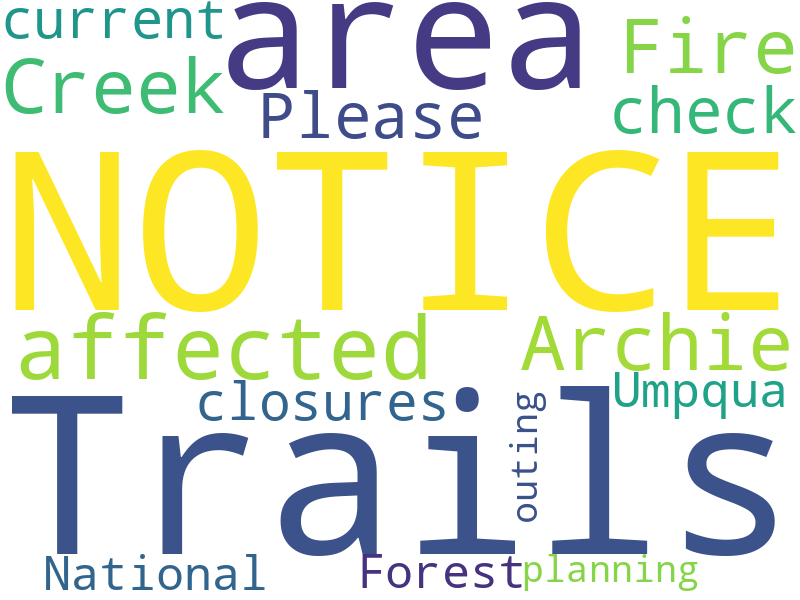 current area Fire
Creek Please check
NOTICE
affected Archie
closures Umpqua
Trails outing
National Forest planning